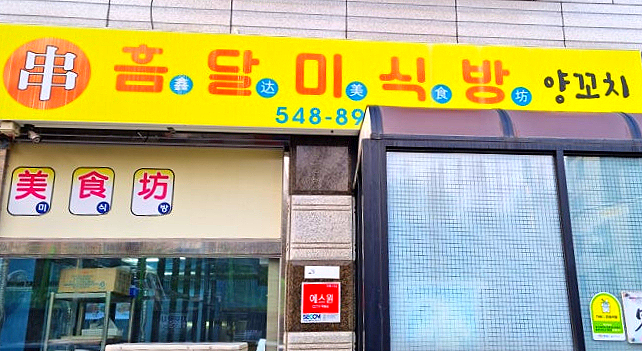 串 흠鑫 달达 미美 식食 방坊 양꼬치
548-89
美미 食식 坊방
에스원
SECOM